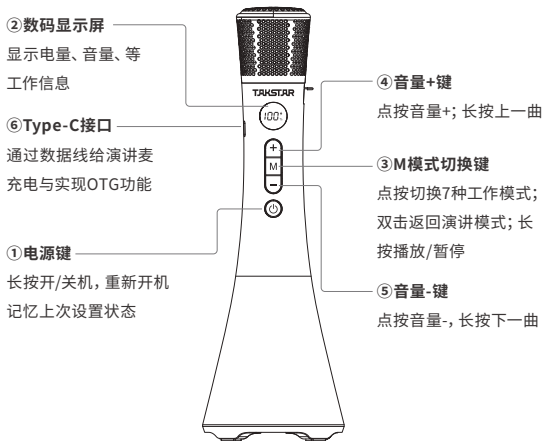 ②数码显示屏
显示电量、音量、等
工作信息
⑥Type-C接口
通过数据线给演讲麦
充电与实现OTG功能
①电源键
长按开/关机，重新开机
记忆上次设置状态
TAKSTAR
100%
+
M
−
④音量+键
点按音量+；长按上一曲
③M模式切换键
点按切换7种工作模式；
双击返回演讲模式；长
按播放/暂停
⑤音量-键
点按音量-，长按下一曲